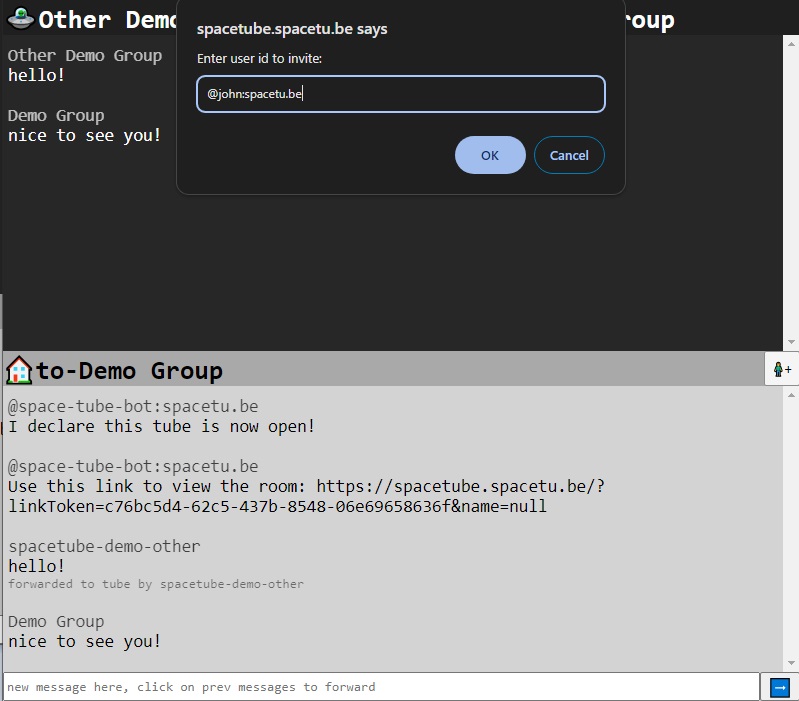 Other Demo
roup
spacetube.spacetu.be says
Enter user id to invite:
@john:spacetu.be
OK
Cancel
Other Demo Group
hello!
Demo Group
nice to see you!
to-Demo Group
+
@space-tube-bot:spacetu.be
I declare this tube is now open!
@space-tube-bot:spacetu.be
Use this link to view the room: https://spacetube.spacetu.be/?
linkToken=c76bc5d4-62c5-437b-8548-06e69658636f&name=null
spacetube-demo-other
hello!
forwarded to tube by spacetube-demo-other
Demo Group
nice to see you!
new message here, click on prev messages to forward